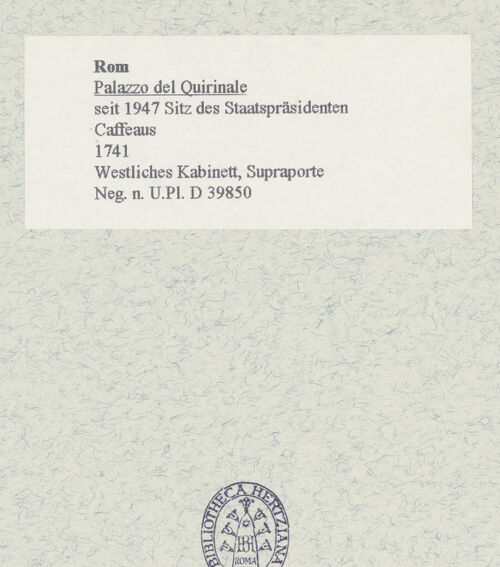 Rom
Palazzo del Quirinale
seit 1947 Sitz des Staatspräsidenten
Caffeaus
1741
Westliches Kabinett, Supraporte
Neg. n. U.Pl. D 39850
BIBLIOTHECA HERTZIANA
BH
ROMA